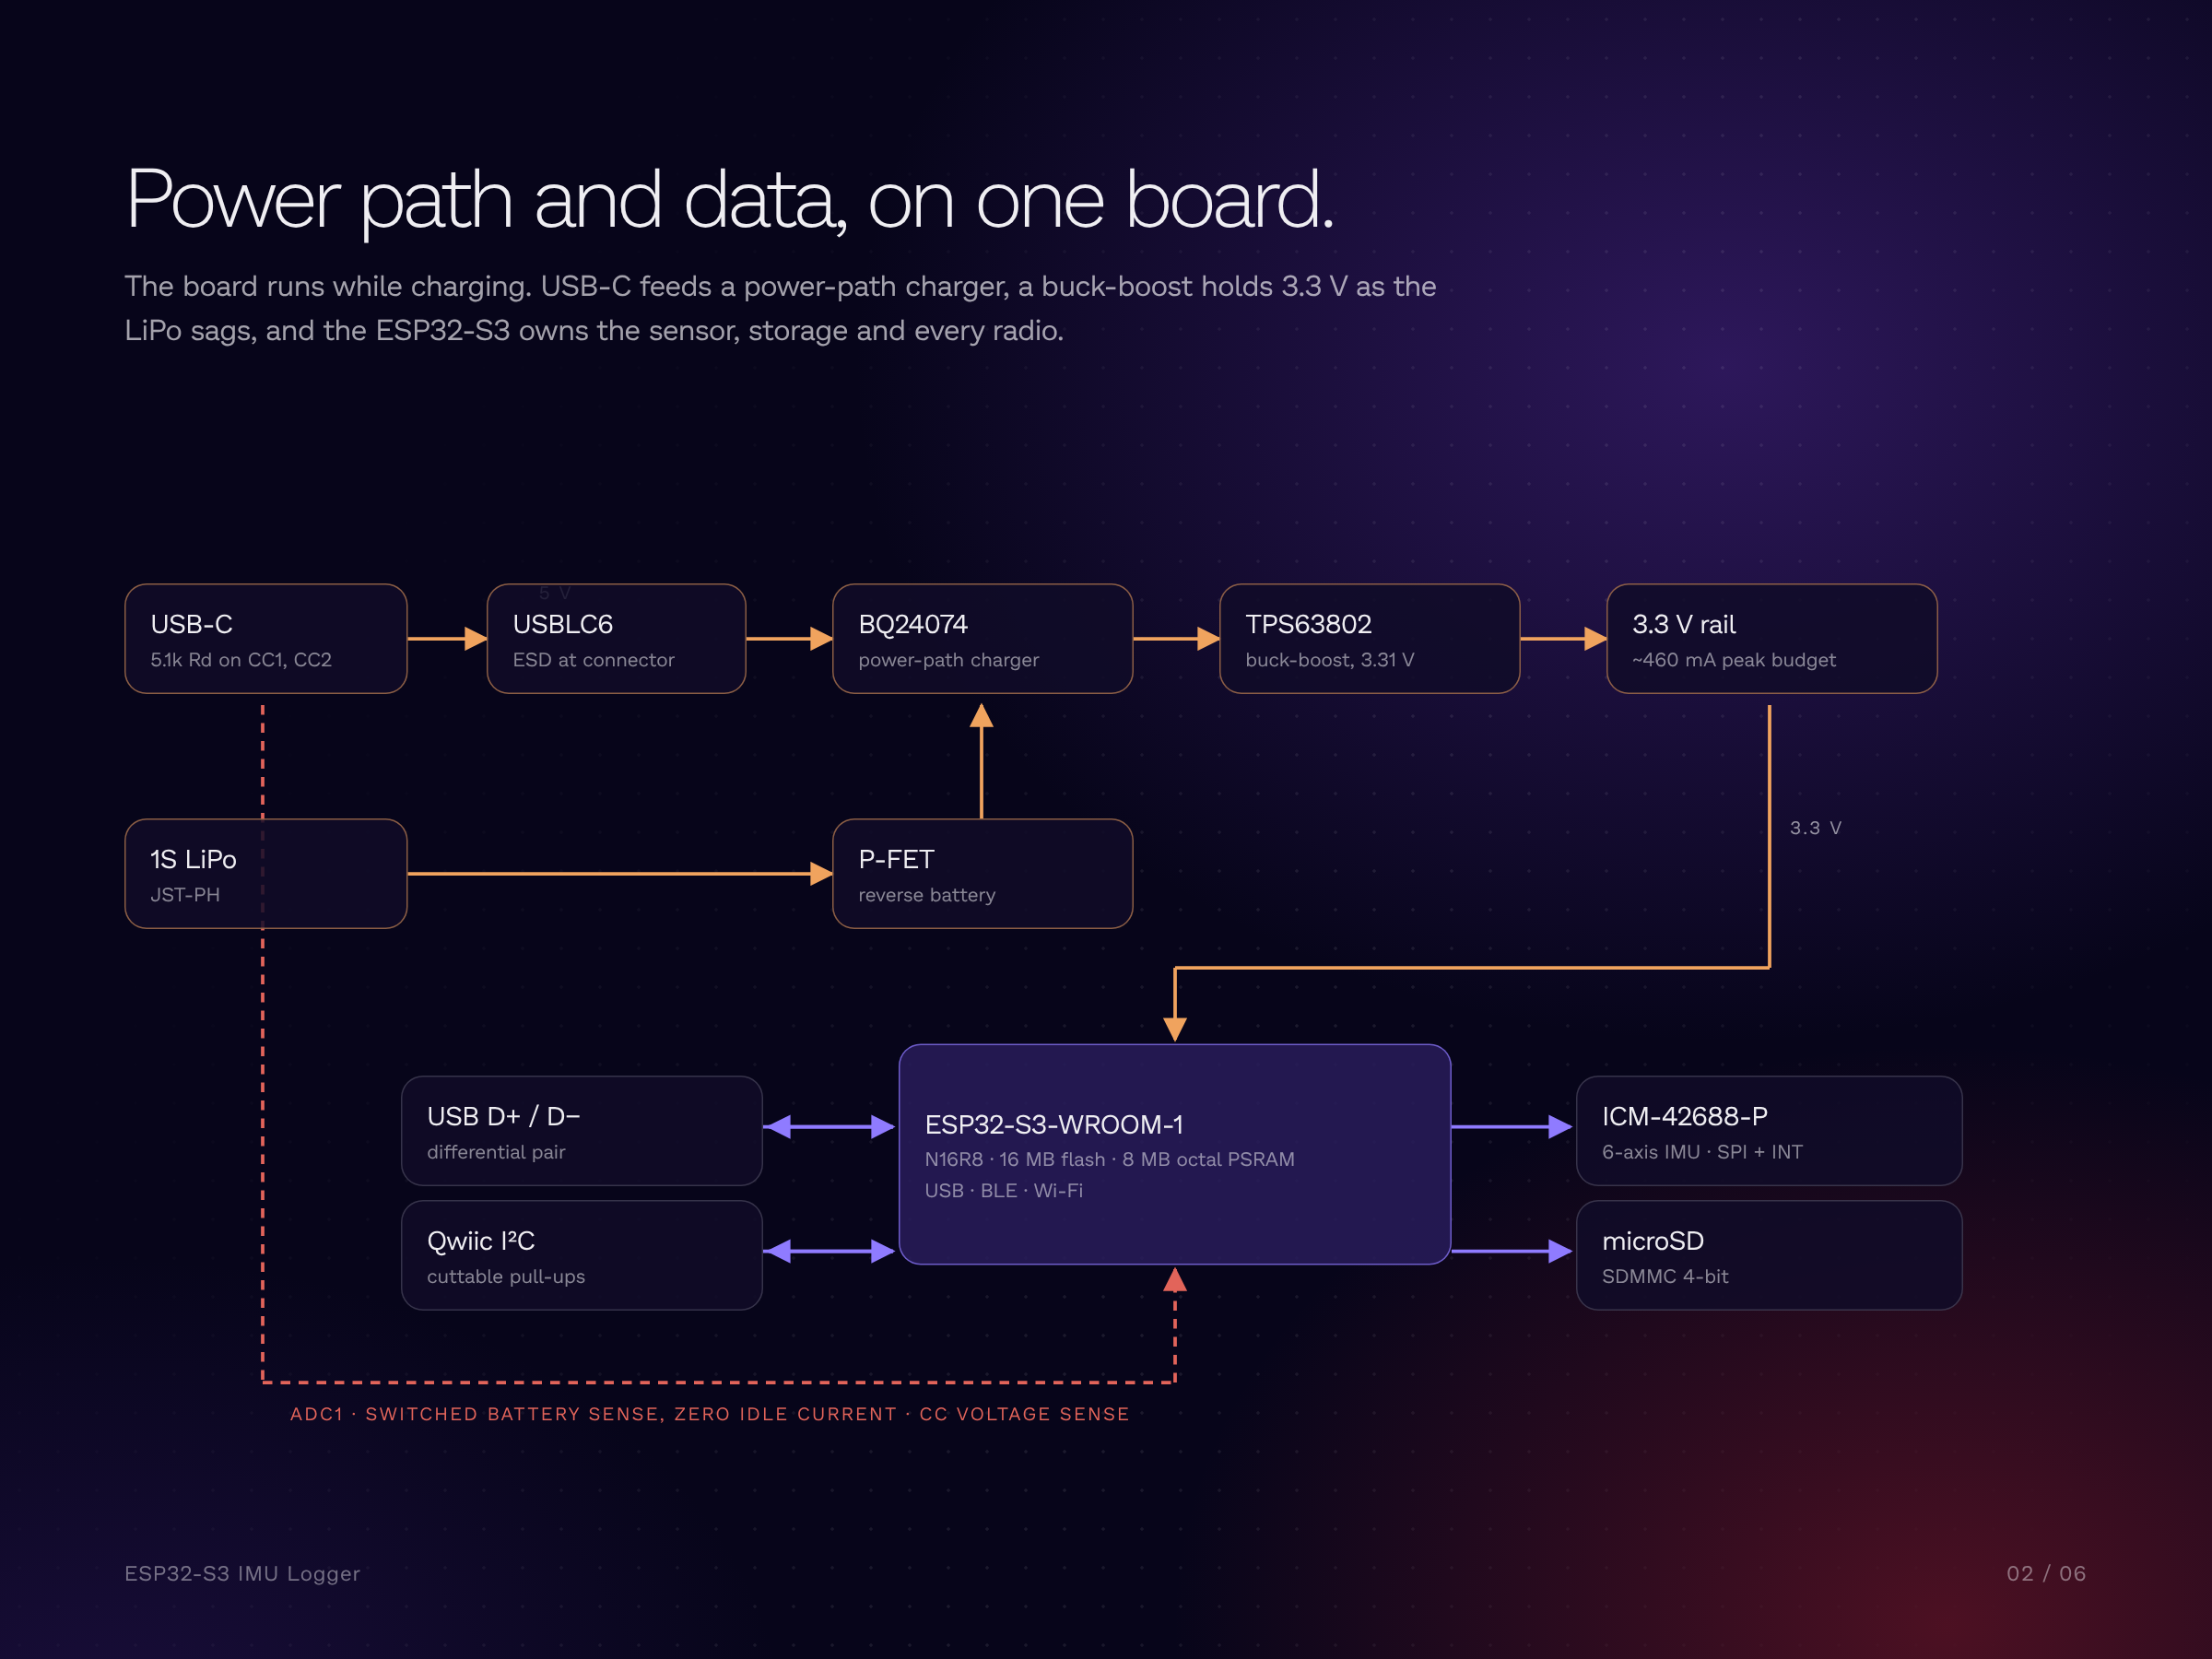 Power path and data, on one board.
The board runs while charging. USB-C feeds a power-path charger, a buck-boost holds 3.3 V as the
LiPo sags, and the ESP32-S3 owns the sensor, storage and every radio.
5 V
USB-C
5.1k Rd on CC1, CC2
USBLC6
ESD at connector
BQ24074
power-path charger
TPS63802
buck-boost, 3.31 V
3.3 V rail
~460 mA peak budget
3.3 V
1S LiPo
JST-PH
P-FET
reverse battery
USB D+ / D−
differential pair
ESP32-S3-WROOM-1
N16R8 · 16 MB flash · 8 MB octal PSRAM
USB · BLE · Wi-Fi
ICM-42688-P
6-axis IMU · SPI + INT
Qwiic I²C
cuttable pull-ups
microSD
SDMMC 4-bit
ADC1 · SWITCHED BATTERY SENSE, ZERO IDLE CURRENT · CC VOLTAGE SENSE
ESP32-S3 IMU Logger
02 / 06